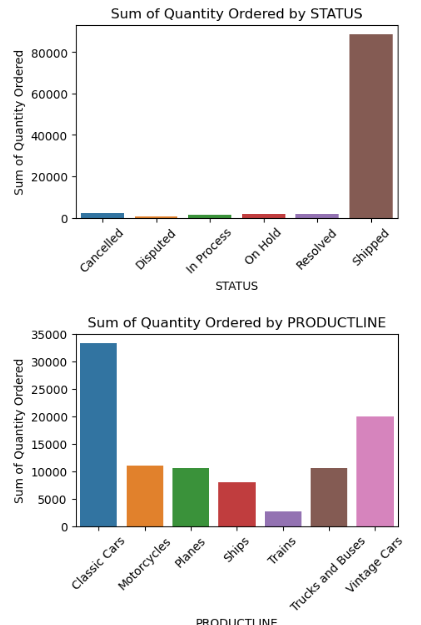 Sum of Quantity Ordered by STATUS
Sum of Quantity Ordered
80000
60000
40000
20000
0
Cancelled
Disputed
In Process
On Hold
Resolved
Shipped
STATUS
Sum of Quantity Ordered by PRODUCTLINE
Sum of Quantity Ordered
35000
30000
25000
20000
15000
10000
5000
0
Classic Cars
Motorcycles
Planes
Ships
Trains
Trucks and Buses
Vintage Cars
PRODUCTLINE